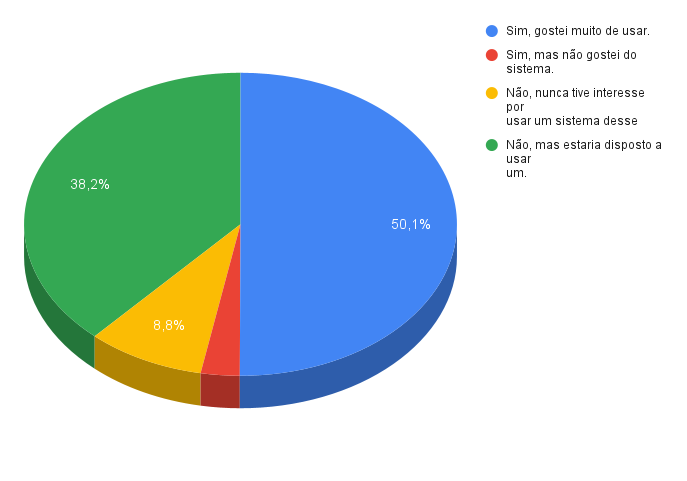 Sim, gostei muito de usar.
Sim, mas não gostei do
sistema.
Não, nunca tive interesse
por
usar um sistema desse
Não, mas estaria disposto a
usar
um.
38,2%
50,1%
8,8%